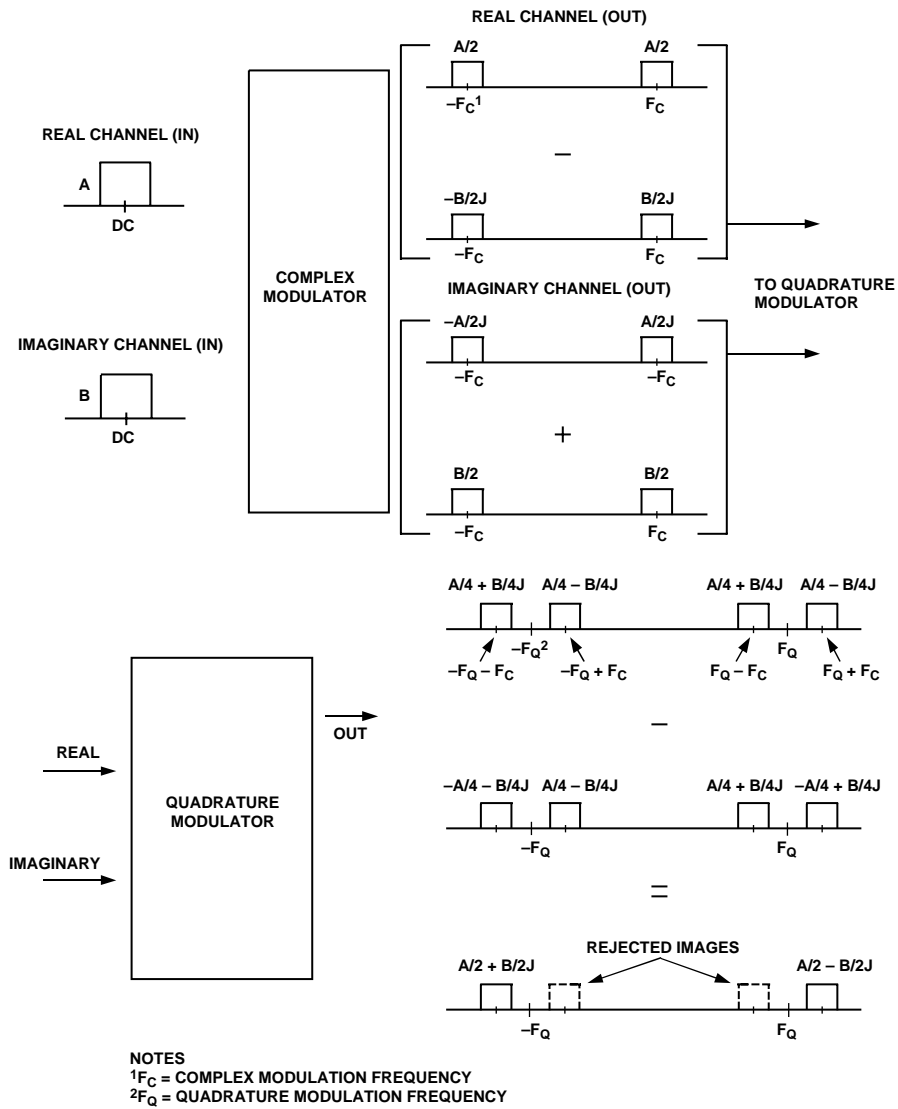 REAL CHANNEL (OUT)
A/2 A/2
–FC1 FC
REAL CHANNEL (IN)
A
DC
–
–B/2J B/2J
–FC FC
COMPLEX
MODULATOR
TO QUADRATURE
MODULATOR
IMAGINARY CHANNEL (OUT)
–A/2J A/2J
–FC –FC
IMAGINARY CHANNEL (IN)
B
DC
+
B/2 B/2
–FC FC
A/4 + B/4J A/4 – B/4J A/4 + B/4J A/4 – B/4J
–FQ2 FQ
–FQ – FC –FQ + FC FQ – FC FQ + FC
–
OUT
REAL
QUADRATURE
MODULATOR
IMAGINARY
–A/4 – B/4J A/4 – B/4J A/4 + B/4J –A/4 + B/4J
–FQ FQ
=
REJECTED IMAGES
A/2 + B/2J A/2 – B/2J
–FQ FQ
NOTES
1FC = COMPLEX MODULATION FREQUENCY
2FQ = QUADRATURE MODULATION FREQUENCY